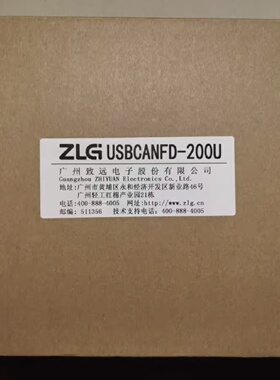 ZLG USBCANFD-200U
广州致远电子股份有限公司
Guangzhou ZHIYUAN Electronics Co.,Ltd.
地址:广州市黄埔区永和经济开发区新业路46号
广州轻工红棉产业园21栋
电话:400-888-4005 网址:http://www.zlg.cn
邮编: 511356 技术支持电话:400-888-4005